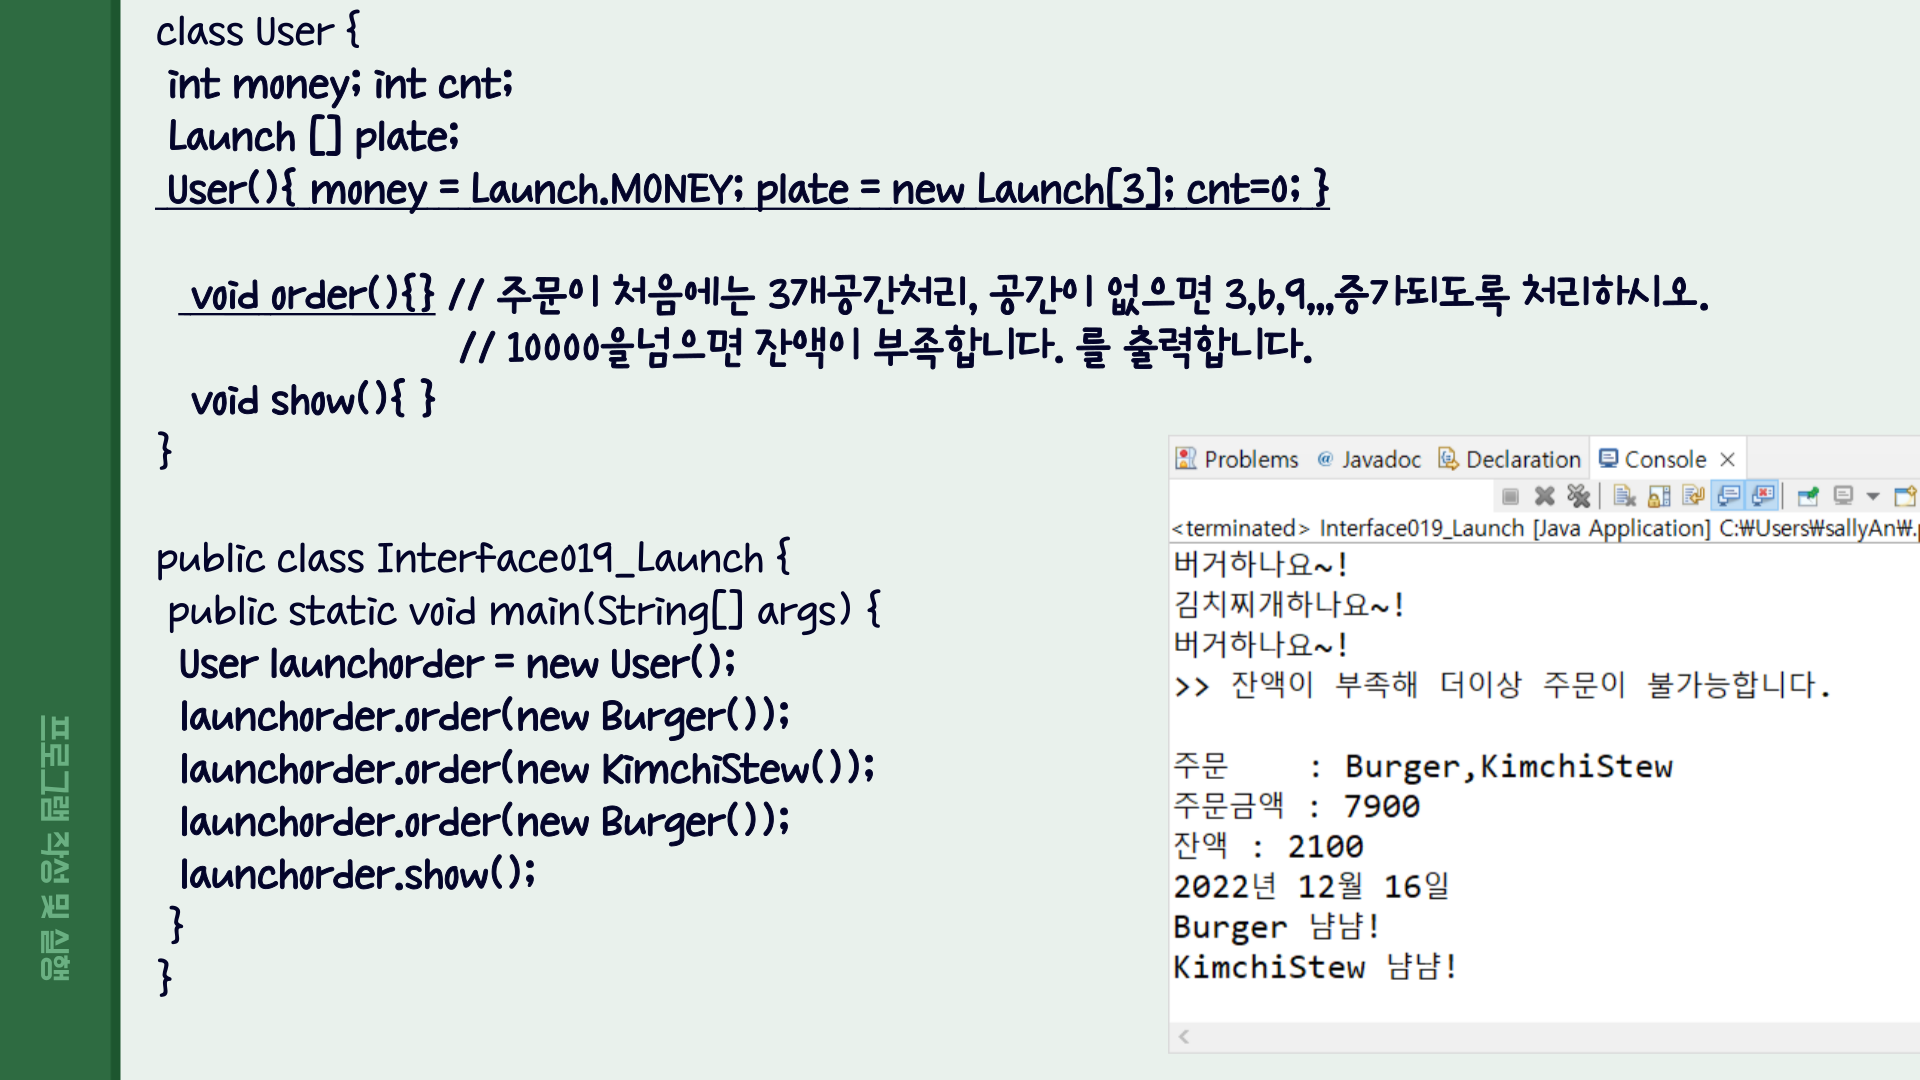 class User {
int money; int cnt;
Launch [] plate;
User(){ money = Launch.MONEY; plate = new Launch[3]; cnt=0; }
void order(){} // 주문이 처음에는 3개공간처리, 공간이 없으면 3,6,9,,,증가되도록 처리하시오.
// 10000을넘으면 잔액이 부족합니다. 를 출력합니다.
void show(){ }
}
public class Interface019_Launch {
public static void main(String[] args) {
User launchorder = new User();
launchorder.order(new Burger());
launchorder.order(new KimchiStew());
launchorder.order(new Burger());
launchorder.show();
}
}
프로그램 작성 및 실행
Problems @ Javadoc Declaration Console
<terminated> Interface019_Launch [Java Application] C:₩Users₩sallyAn₩.p
버거하나요~!
김치찌개하나요~!
버거하나요~!
>> 잔액이 부족해 더이상 주문이 불가능합니다.
주문 : Burger,KimchiStew
주문금액 : 7900
잔액 : 2100
2022년 12월 16일
Burger 냠냠!
KimchiStew 냠냠!